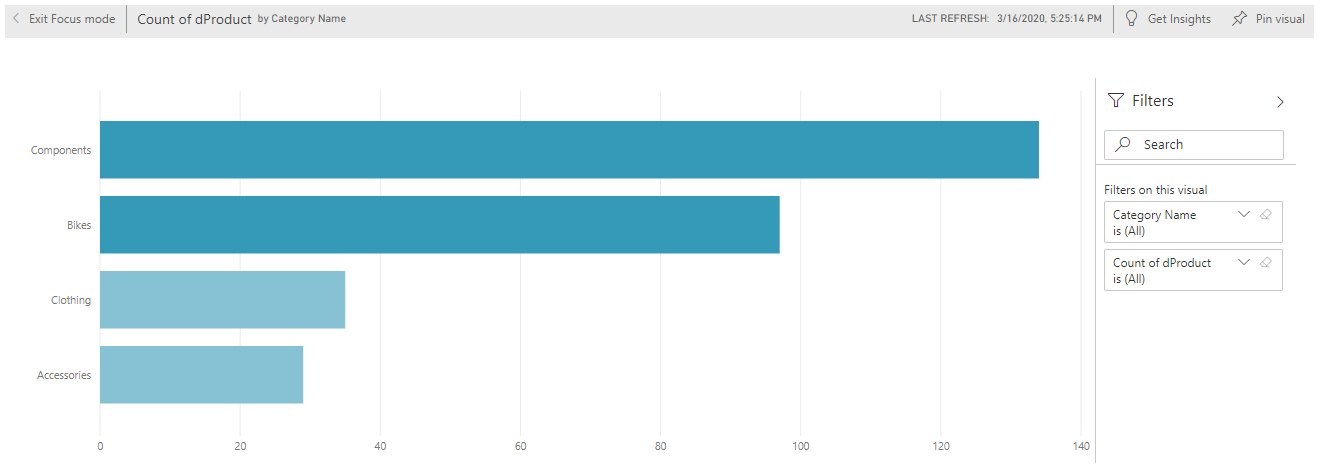 Exit Focus mode
Count of dProduct by Category Name
LAST REFRESH: 3/16/2020, 5:25:14 PM
Get Insights
Pin visual
Components
Bikes
Clothing
Accessories
0 20 40 60 80 100 120 140
Filters
Search
Filters on this visual
Category Name
is (All)
Count of dProduct
is (All)